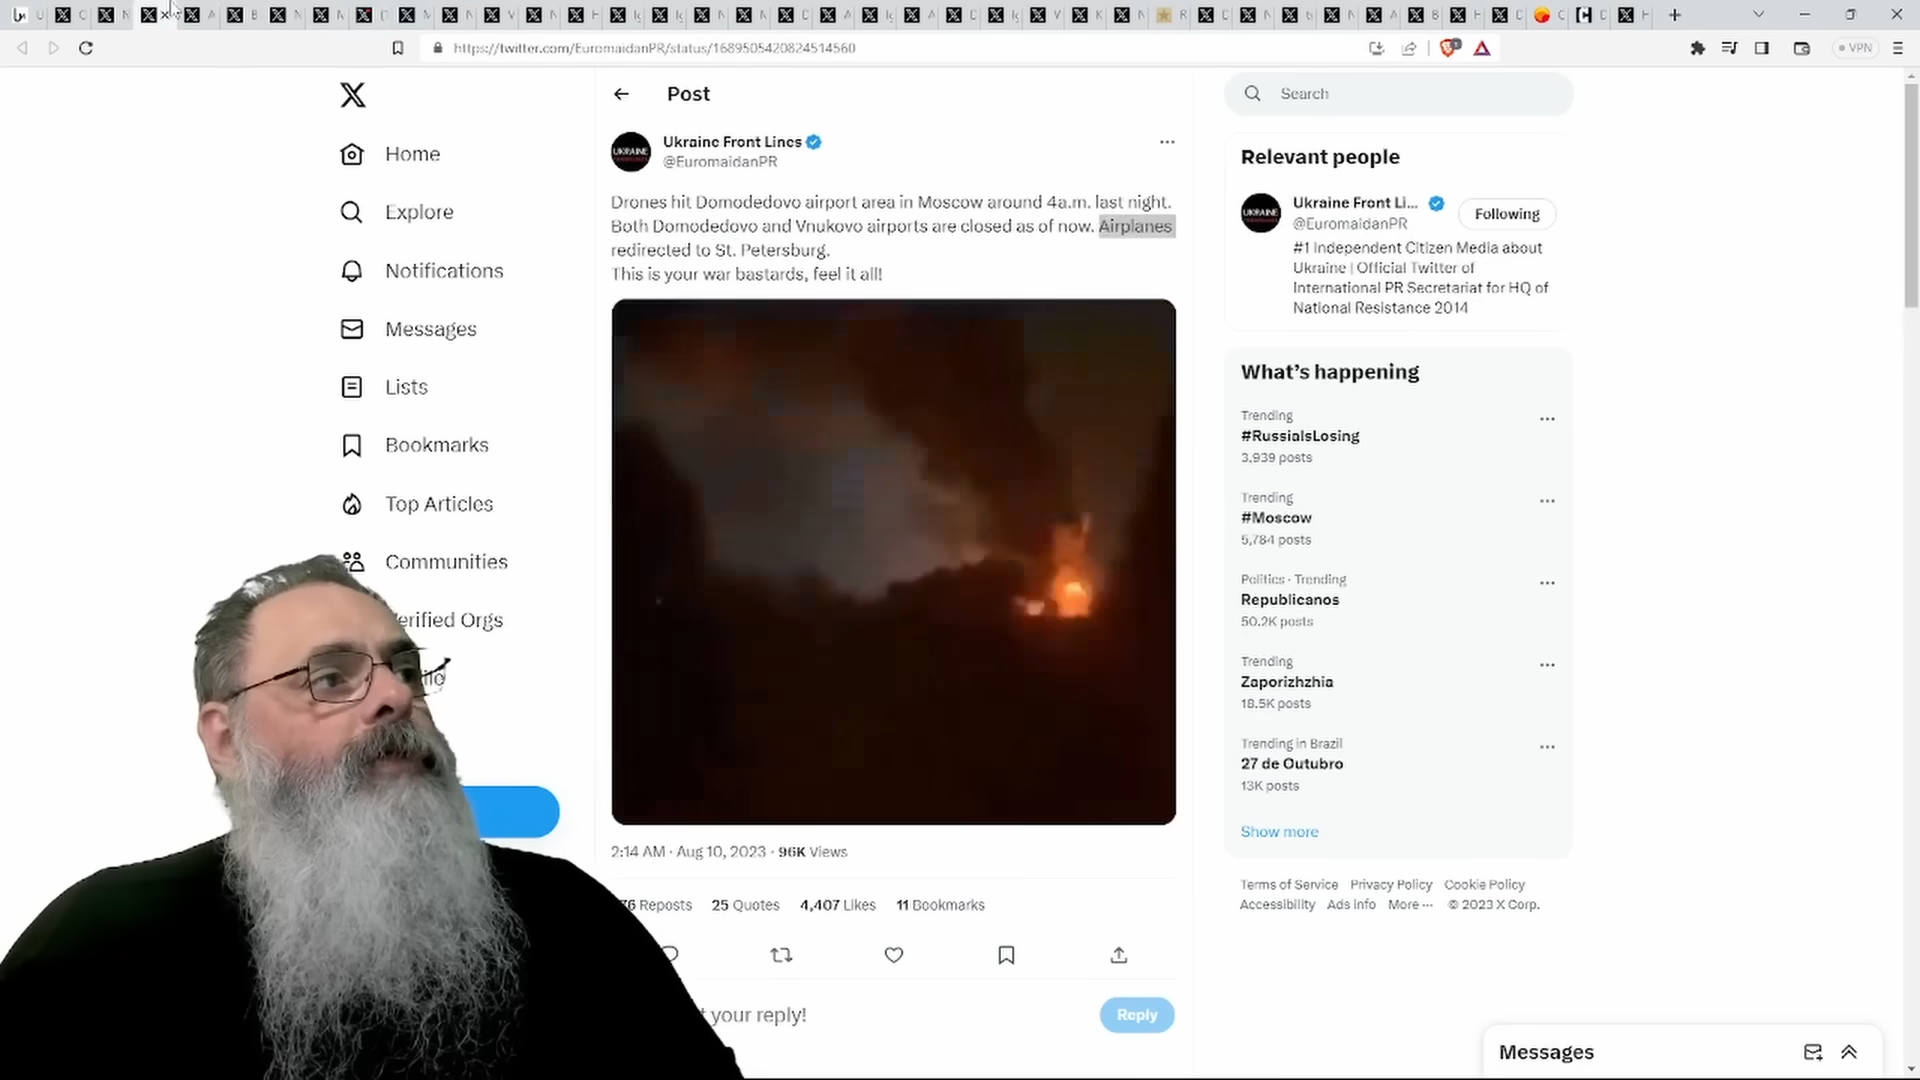 https://twitter.com/EuromaidanPR/status/1689505420824514560
VPN
Home
Explore
Notifications
Messages
Lists
Bookmarks
Top Articles
Communities
erified Orgs
Post
Ukraine Front Lines
@EuromaidanPR
Drones hit Domodedovo airport area in Moscow around 4a.m. last night.
Both Domodedovo and Vnukovo airports are closed as of now. Airplanes
redirected to St. Petersburg.
This is your war bastards, feel it all!
2:14 AM · Aug 10, 2023 · 96K Views
76 Reposts 25 Quotes 4,407 Likes 11 Bookmarks
t your reply!
Reply
Search
Relevant people
Ukraine Front Li...
@EuromaidanPR
Following
#1 Independent Citizen Media about
Ukraine | Official Twitter of
International PR Secretariat for HQ of
National Resistance 2014
What's happening
Trending
#RussiaIsLosing
3,939 posts
Trending
#Moscow
5,784 posts
Politics · Trending
Republicanos
50.2K posts
Trending
Zaporizhzhia
18.5K posts
Trending in Brazil
27 de Outubro
13K posts
Show more
Terms of Service Privacy Policy Cookie Policy
Accessibility Ads info More ··· © 2023 X Corp.
Messages